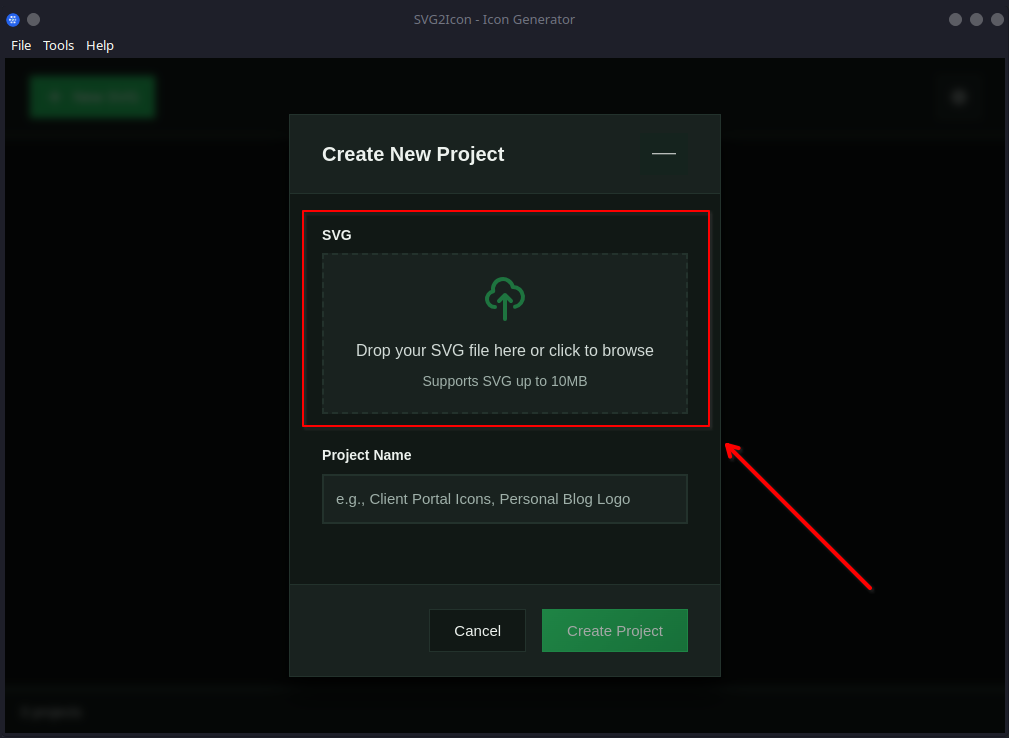 SVG2Icon - Icon Generator
File Tools Help
Create New Project
SVG
Drop your SVG file here or click to browse
Supports SVG up to 10MB
Project Name
e.g., Client Portal Icons, Personal Blog Logo
Cancel Create Project